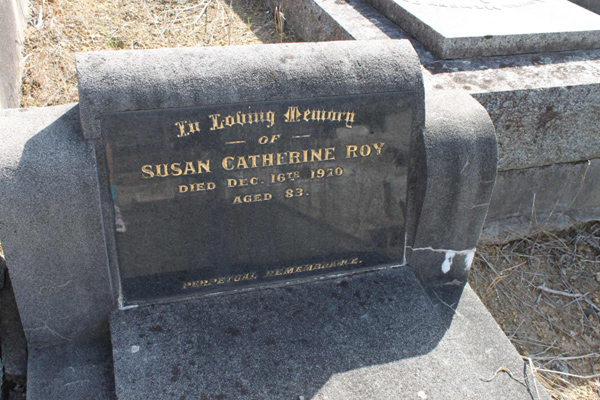 In Loving Memory
OF
SUSAN CATHERINE ROY
DIED DEC. 16TH 1970
AGED 83.
PERPETUAL REMEMBRANCE.